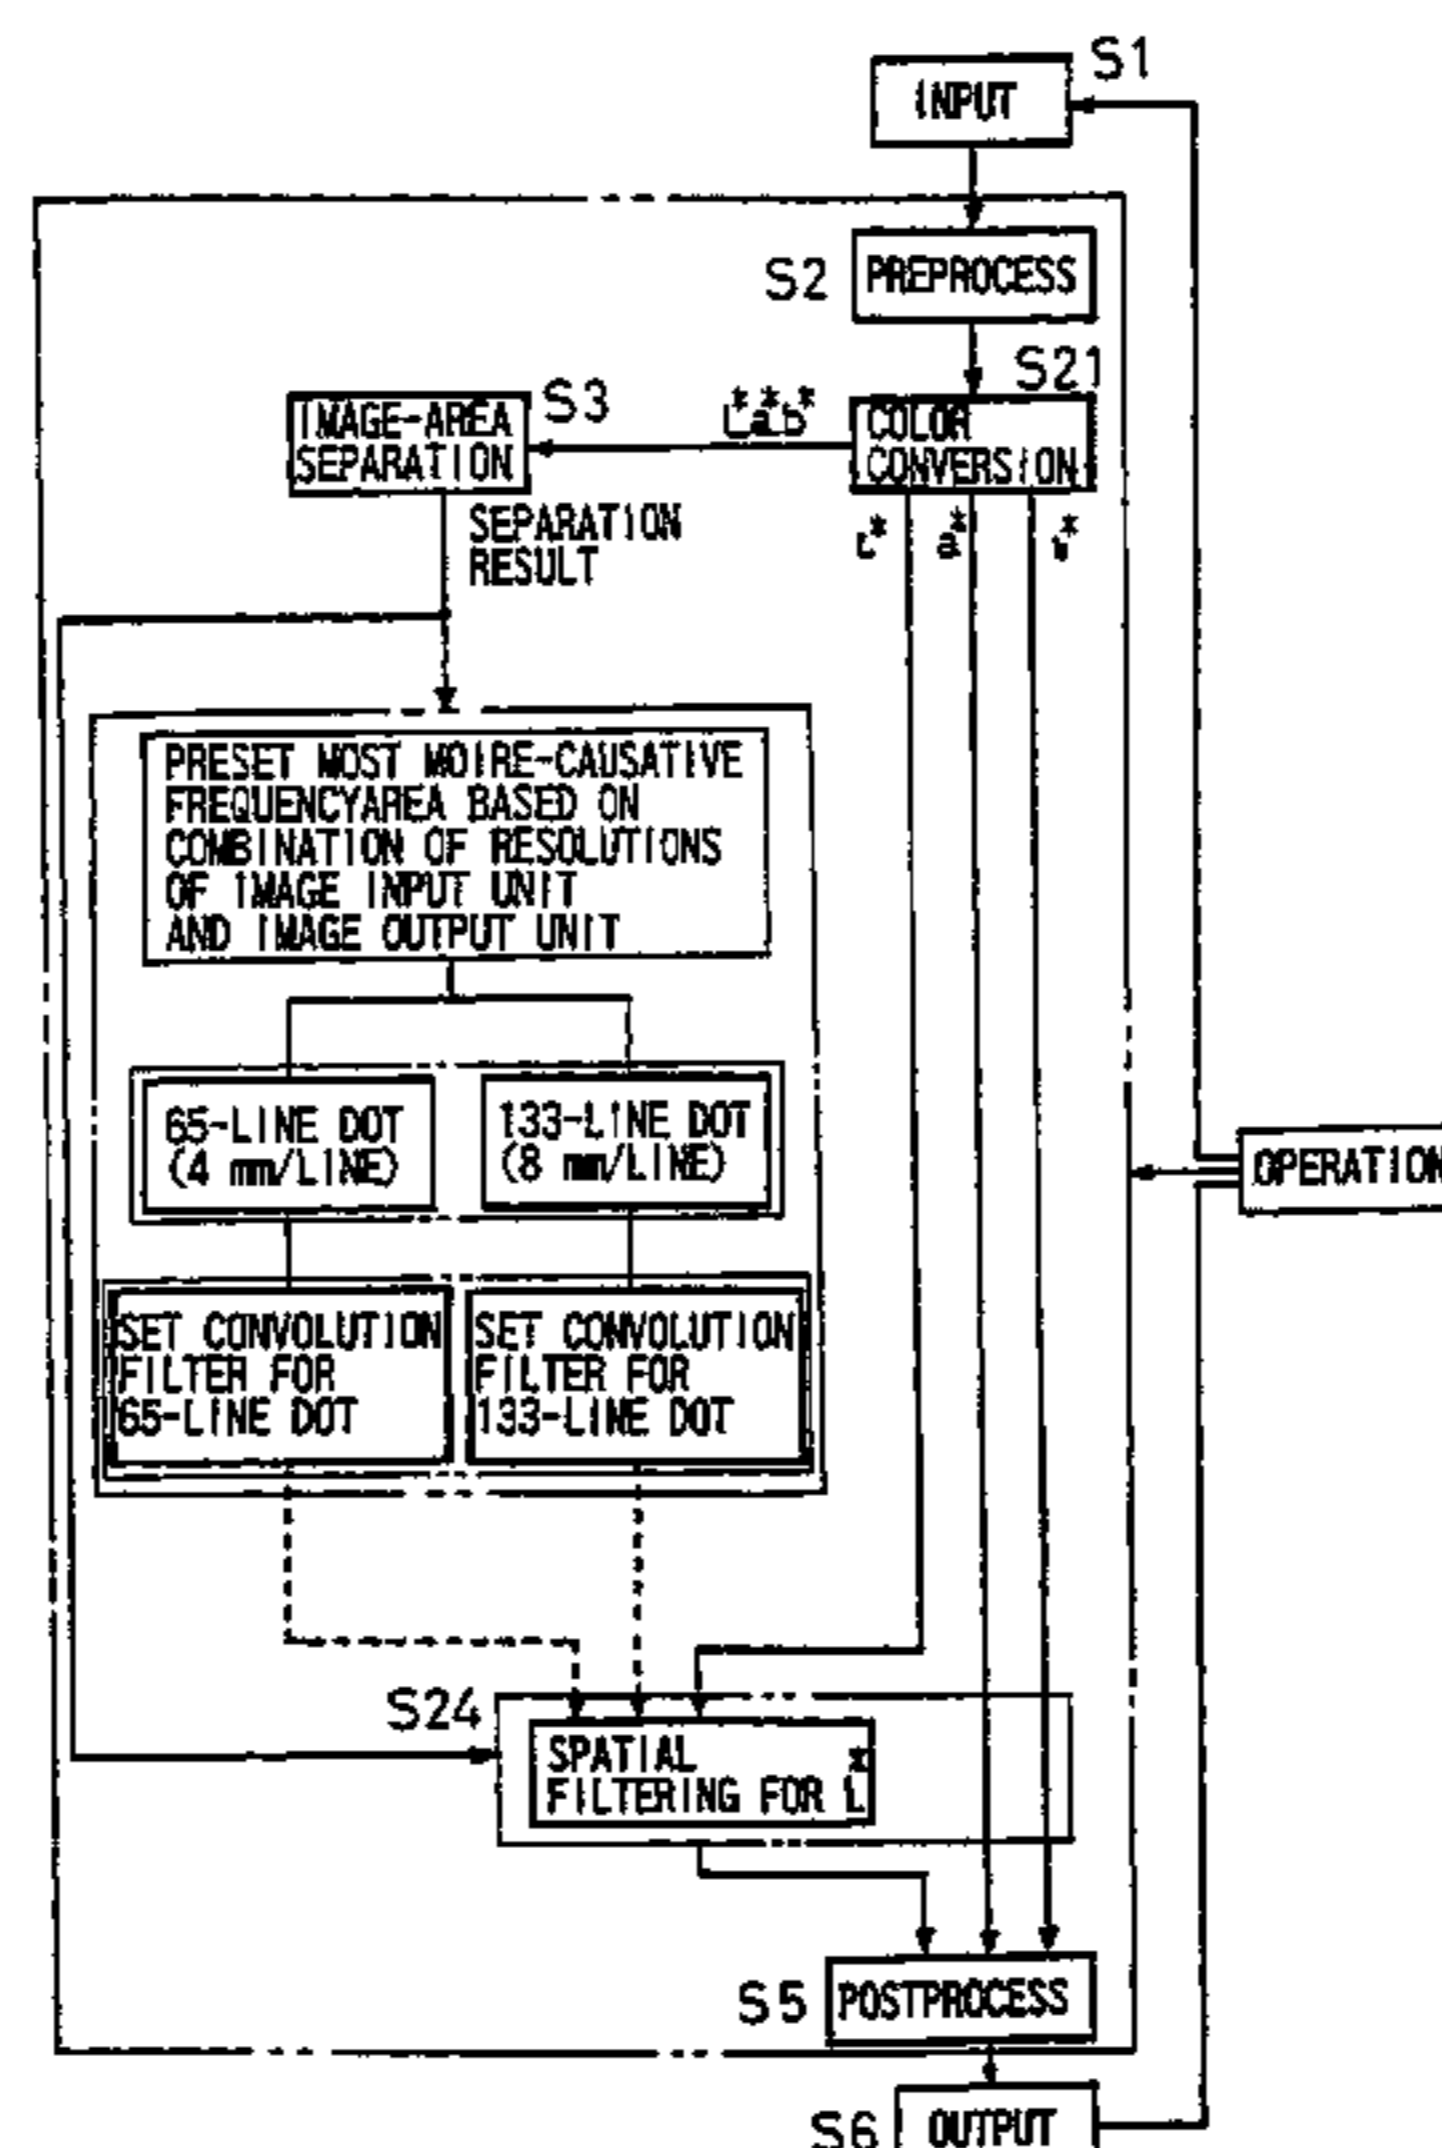 S1
INPUT
S2
PREPROCESS
S21
COLOR
CONVERSION
L*a*b*
S3
IMAGE-AREA
SEPARATION
SEPARATION
RESULT
a*
PRESET MOST MOIRE-CAUSATIVE
FREQUENCYAREA BASED ON
COMBINATION OF RESOLUTIONS
OF IMAGE INPUT UNIT
AND IMAGE OUTPUT UNIT
65-LINE DOT
(4 mm/LINE)
133-LINE DOT
(8 mm/LINE)
OPERATION
SET CONVOLUTION
FILTER FOR
65-LINE DOT
SET CONVOLUTION
FILTER FOR
133-LINE DOT
S24
SPATIAL
FILTERING FOR L*
S5
POSTPROCESS
S6
OUTPUT